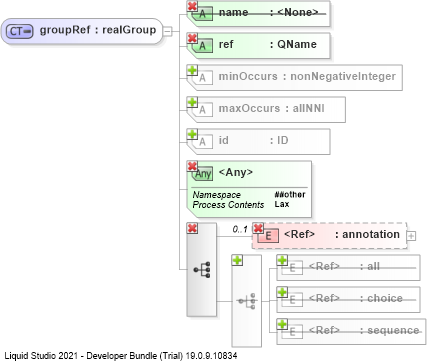 CT groupRef : realGroup
A name : <None>
A ref : QName
A minOccurs : nonNegativeInteger
A maxOccurs : allNNI
A id : ID
Any <Any>
Namespace ##other
Process Contents Lax
0..1 E <Ref> : annotation
E <Ref> : all
E <Ref> : choice
E <Ref> : sequence
Liquid Studio 2021 - Developer Bundle (Trial) 19.0.9.10834